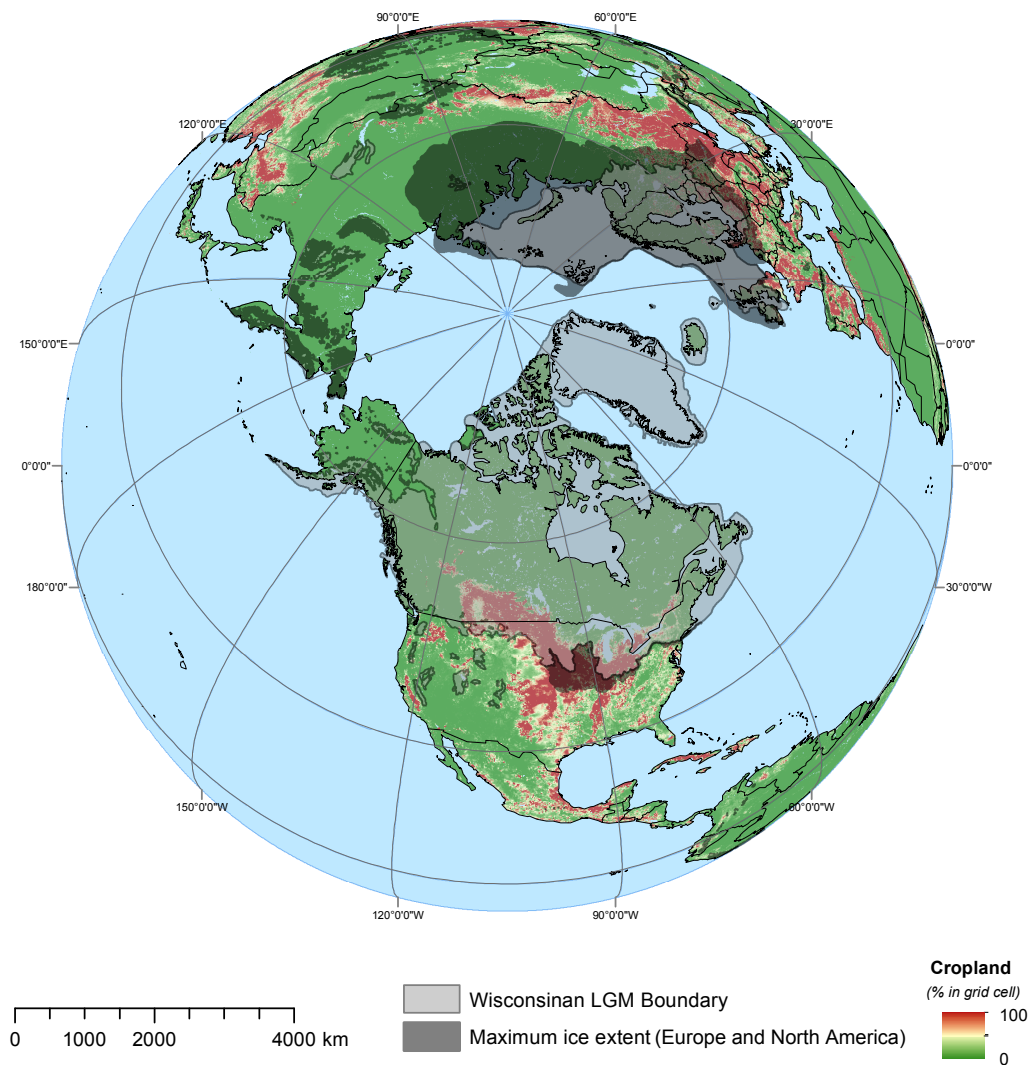 90°0'0"E 60°0'0"E
120°0'0"E 30°0'0"E
150°0'0"E 0°0'0"
0°0'0" 0°0'0"
180°0'0" 30°0'0"W
150°0'0"W 60°0'0"W
120°0'0"W 90°0'0"W
Cropland
(% in grid cell)
Wisconsinan LGM Boundary 100
0 1000 2000 4000 km Maximum ice extent (Europe and North America)
0